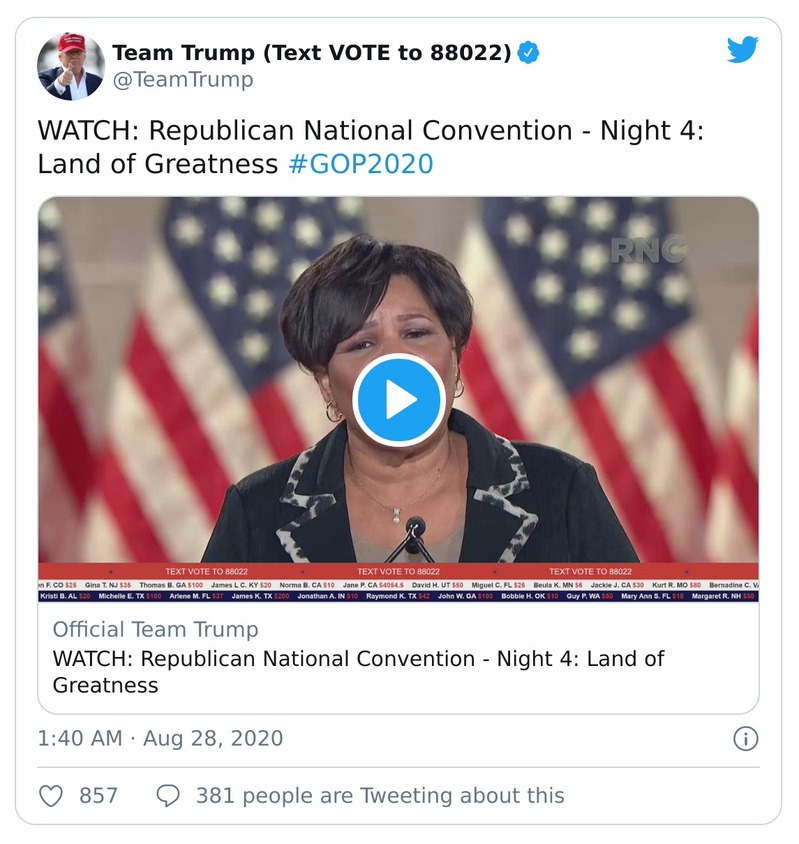 Team Trump (Text VOTE to 88022)
@TeamTrump
WATCH: Republican National Convention - Night 4:
Land of Greatness #GOP2020
RNC
TEXT VOTE TO 88022 TEXT VOTE TO 88022 TEXT VOTE TO 88022
n F. CO $25 Gina T. NJ $35 Thomas B. GA $100 James L C. KY $20 Norma B. CA $10 Jane P. CA $4054.5 David H. UT $50 Miguel C. FL $25 Beula K. MN $6 Jackie J. CA $30 Kurt R. MO $80 Bernadine C. VA
Kristi B. AL $20 Michelle E. TX $100 Arlene M. FL $37 James K. TX $200 Jonathan A. IN $10 Raymond K. TX $42 John W. GA $100 Bobbie H. OK $10 Guy P. WA $50 Mary Ann S. FL $15 Margaret R. NH $50
Official Team Trump
WATCH: Republican National Convention - Night 4: Land of
Greatness
1:40 AM · Aug 28, 2020
857 381 people are Tweeting about this